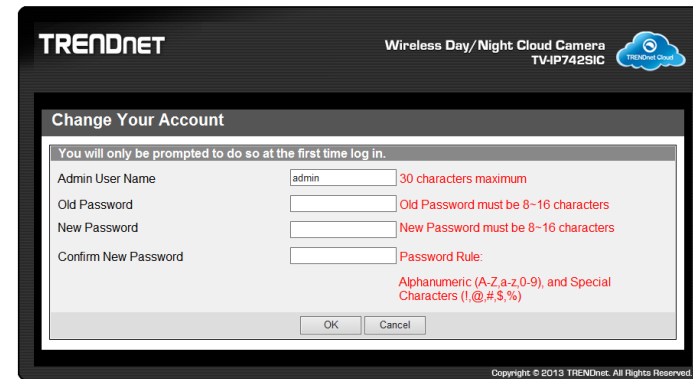 TRENDNET
Wireless Day/Night Cloud Camera
TV-IP742SIC
TRENDnet Cloud
Change Your Account
You will only be prompted to do so at the first time log in.
Admin User Name admin 30 characters maximum
Old Password Old Password must be 8~16 characters
New Password New Password must be 8~16 characters
Confirm New Password Password Rule:
Alphanumeric (A-Z,a-z,0-9), and Special
Characters (!,@,#,$,%)
OK Cancel
Copyright © 2013 TRENDnet. All Rights Reserved.